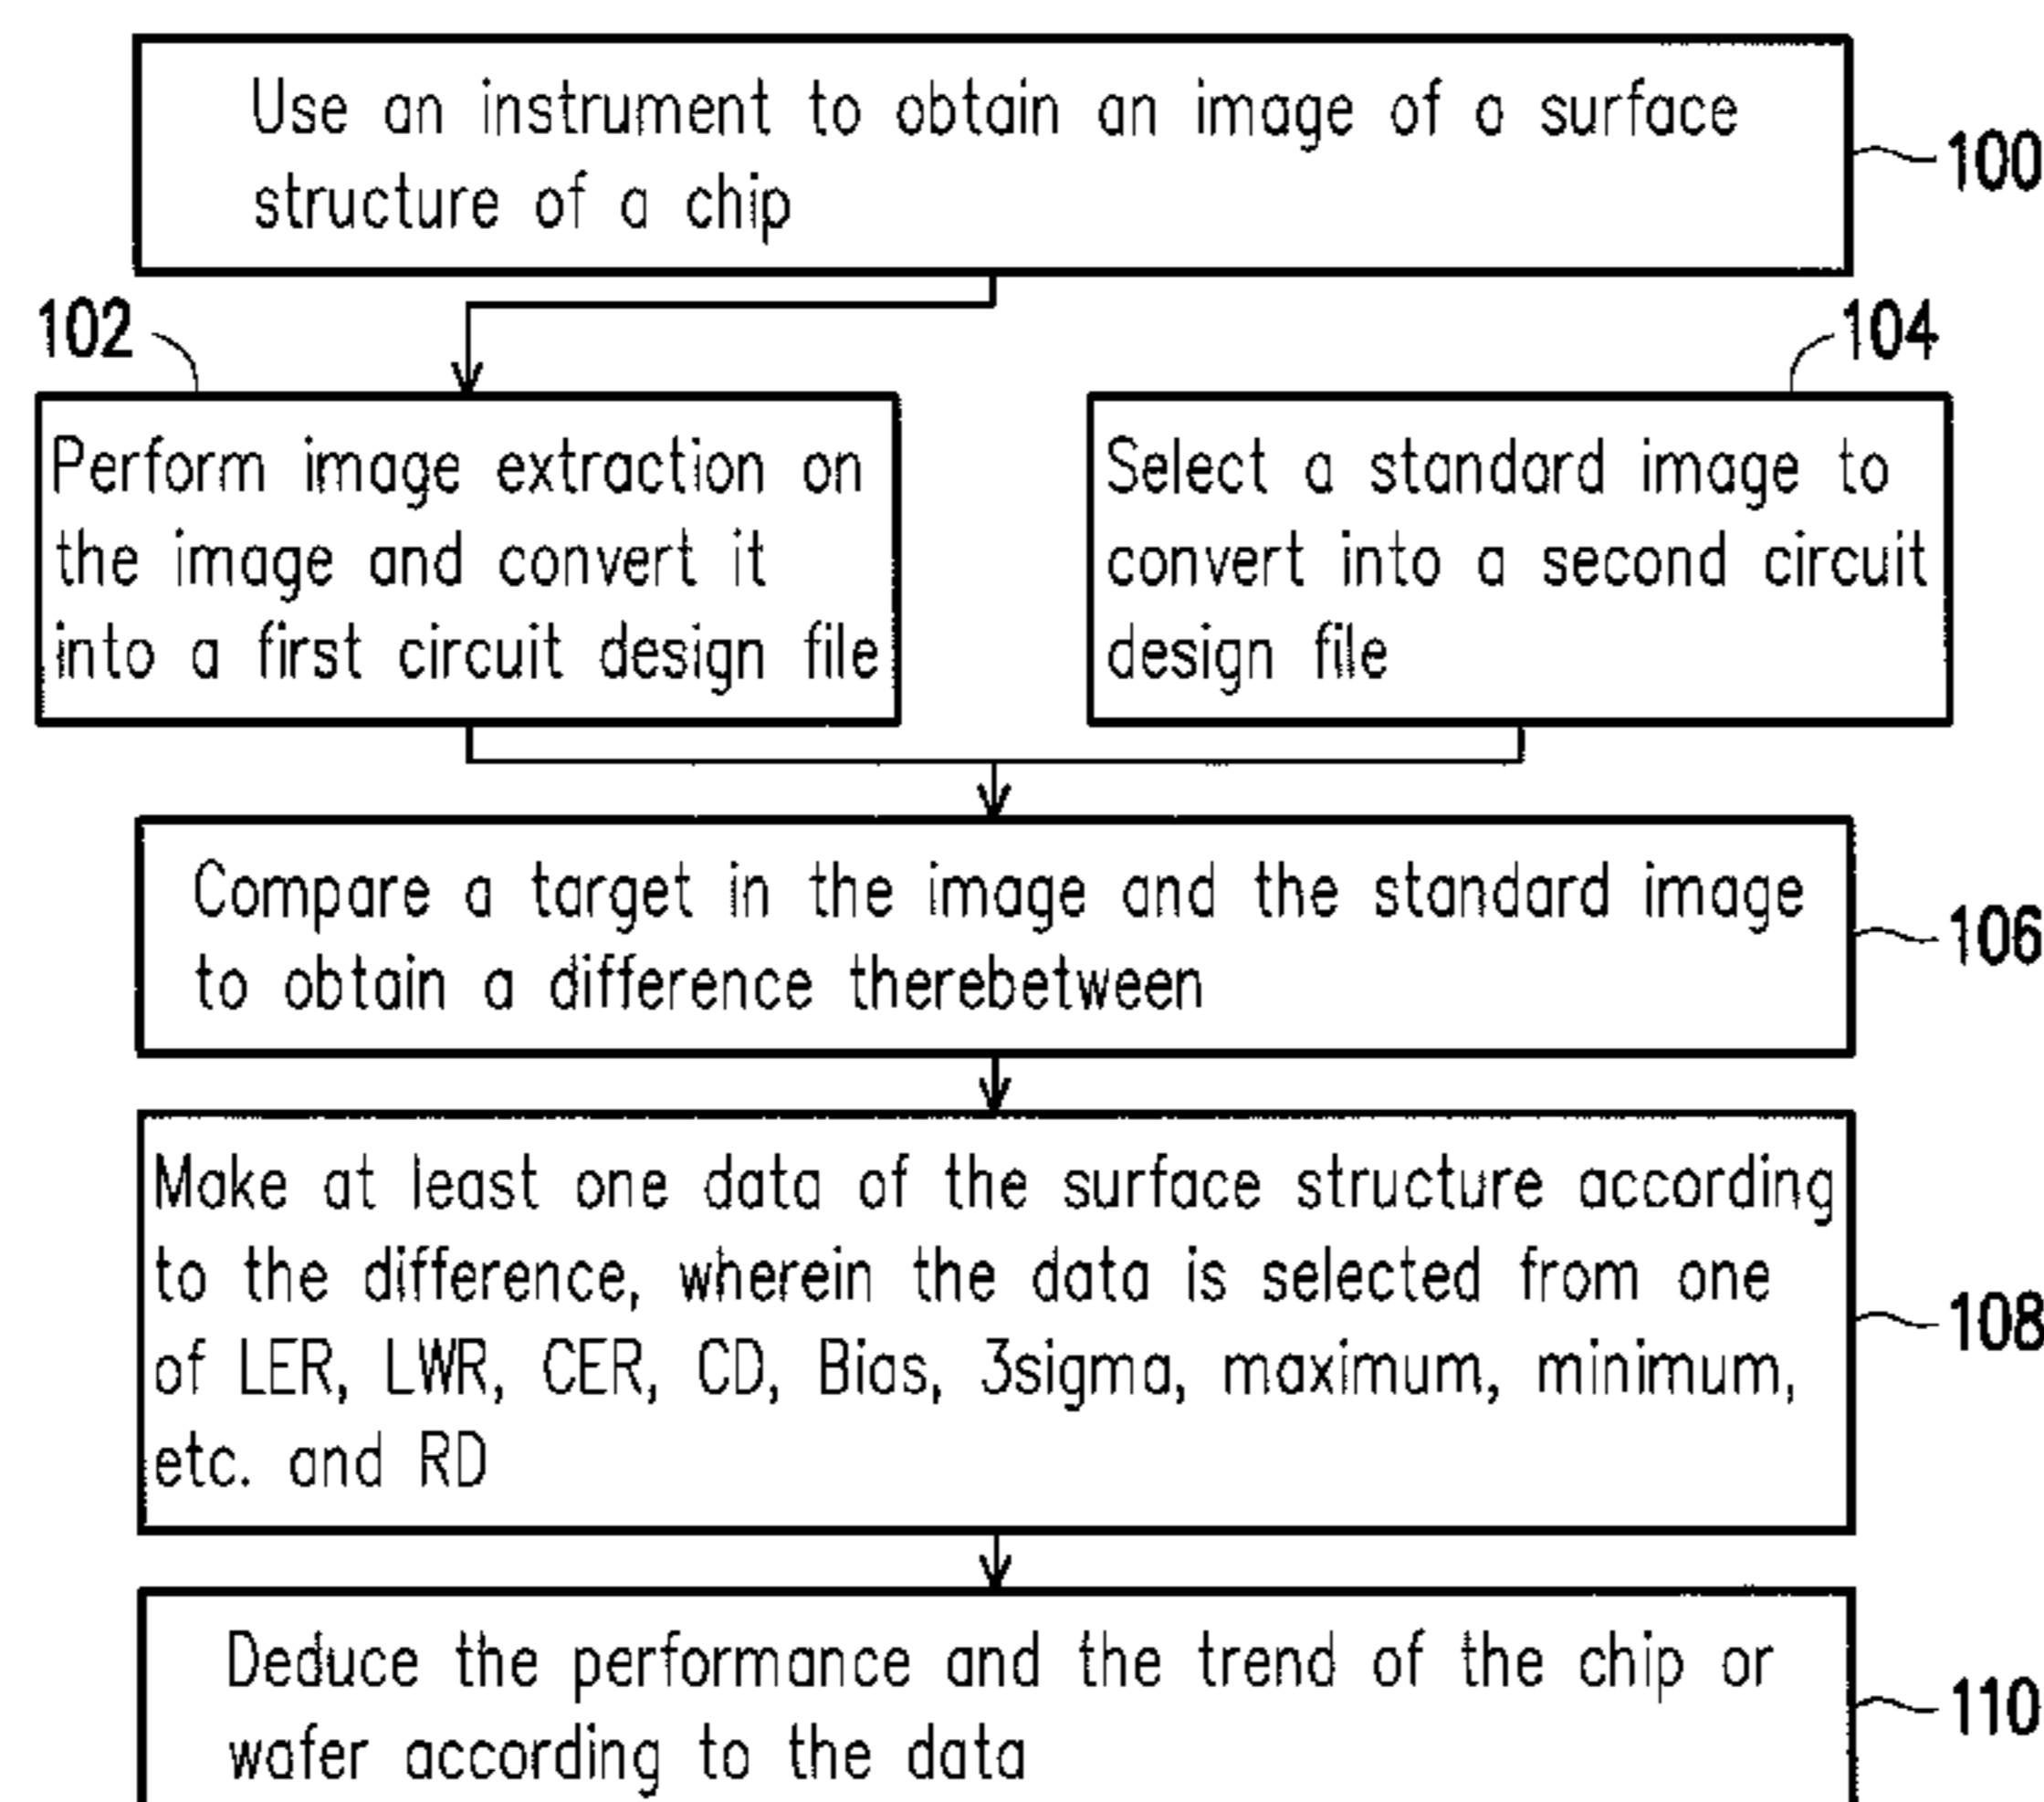 Use an instrument to obtain an image of a surface
structure of a chip
100
102
104
Perform image extraction on
the image and convert it
into a first circuit design file
Select a standard image to
convert into a second circuit
design file
Compare a target in the image and the standard image
to obtain a difference therebetween
106
Make at least one data of the surface structure according
to the difference, wherein the data is selected from one
of LER, LWR, CER, CD, Bias, 3sigma, maximum, minimum,
etc. and RD
108
Deduce the performance and the trend of the chip or
wafer according to the data
110